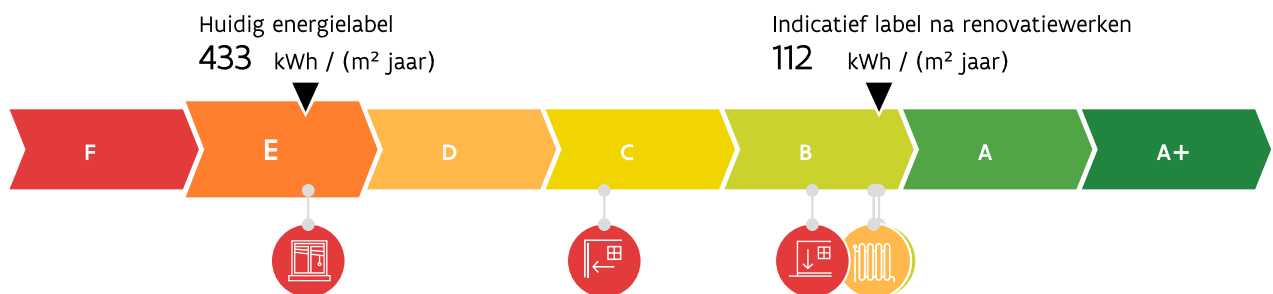 Huidig energielabel
433 kWh / (m² jaar)
Indicatief label na renovatiewerken
112 kWh / (m² jaar)
F E D C B A A+